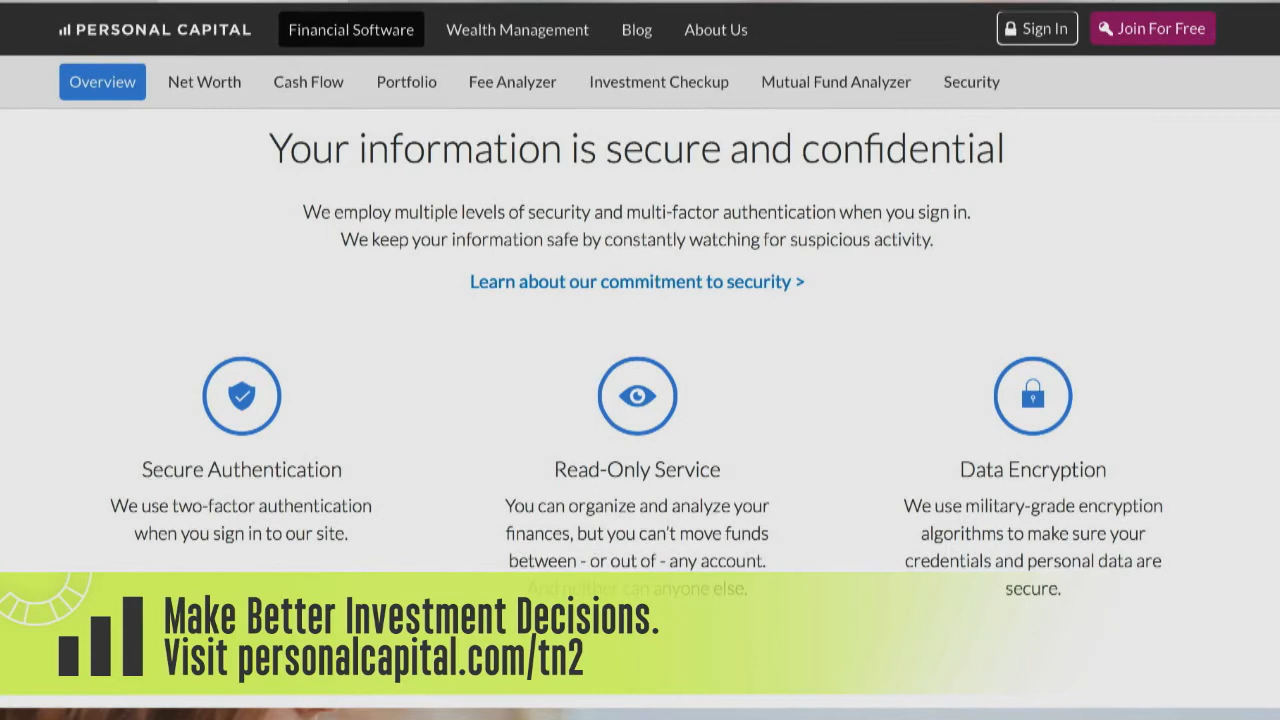 PERSONAL CAPITAL Financial Software Wealth Management Blog About Us Sign In Join For Free
Overview Net Worth Cash Flow Portfolio Fee Analyzer Investment Checkup Mutual Fund Analyzer Security
Your information is secure and confidential
We employ multiple levels of security and multi-factor authentication when you sign in.
We keep your information safe by constantly watching for suspicious activity.
Learn about our commitment to security >
Secure Authentication
We use two-factor authentication
when you sign in to our site.
Read-Only Service
You can organize and analyze your
finances, but you can't move funds
between - or out of - any account.
And neither can anyone else.
Data Encryption
We use military-grade encryption
algorithms to make sure your
credentials and personal data are
secure.
Make Better Investment Decisions.
Visit personalcapital.com/tn2